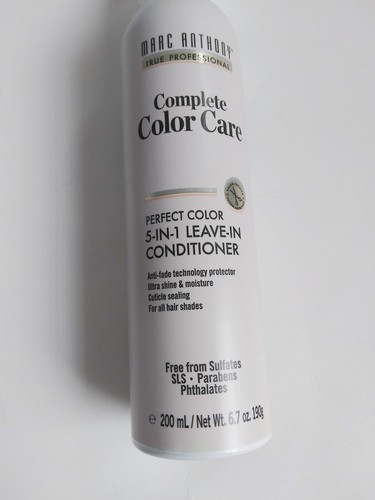 MARC ANTHONY
TRUE PROFESSIONAL
Complete
Color Care
PERFECT COLOR
5-IN-1 LEAVE-IN
CONDITIONER
Anti-fade technology protector
Ultra shine & moisture
Cuticle sealing
For all hair shades
Free from Sulfates
SLS • Parabens
Phthalates
℮ 200 mL / Net Wt. 6.7 oz. 190g